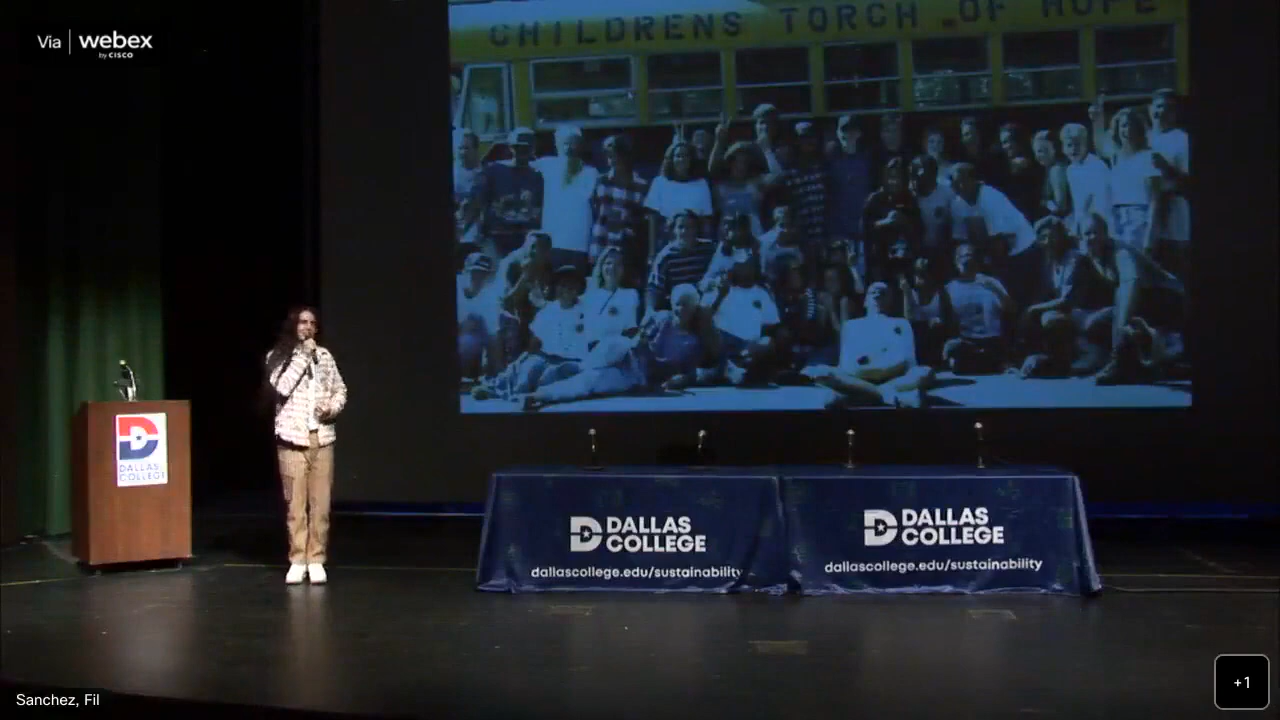 Via webex
by CISCO
CHILDRENS TORCH OF HOPE
DALLAS
COLLEGE
DALLAS
COLLEGE
dallascollege.edu/sustainability
DALLAS
COLLEGE
dallascollege.edu/sustainability
Sanchez, Fil
+1